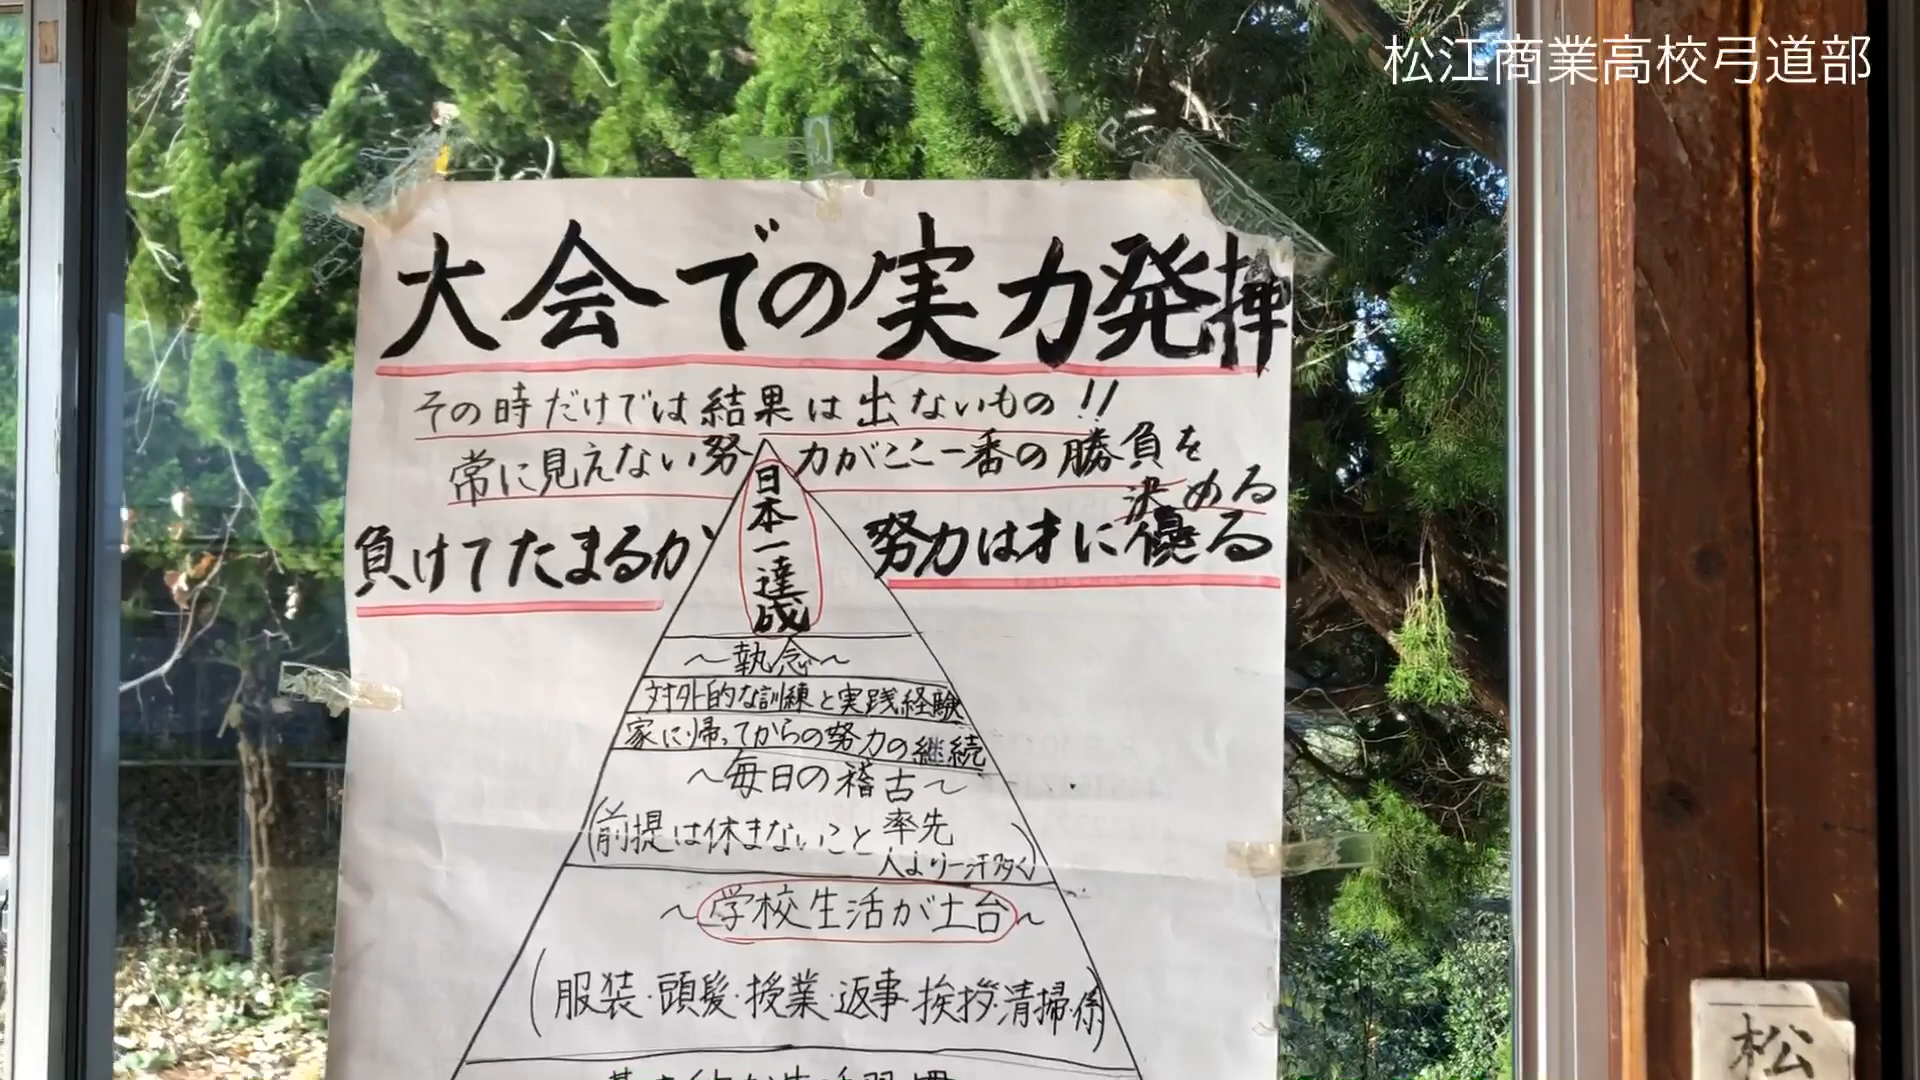 松江商業高校弓道部
大会での実力発揮
その時だけでは結果は出ないもの!!
常に見えない努力がここ一番の勝負を
決める
負けてたまるか
努力は才に優る
日本一達成
～執念～
対外的な訓練と実践経験
家に帰ってからの努力の継続
～毎日の稽古～
(前提は休まないこと 率先
人より一汗多く)
～学校生活が土台～
(服装・頭髪・授業・返事・挨拶・清掃・係)
松